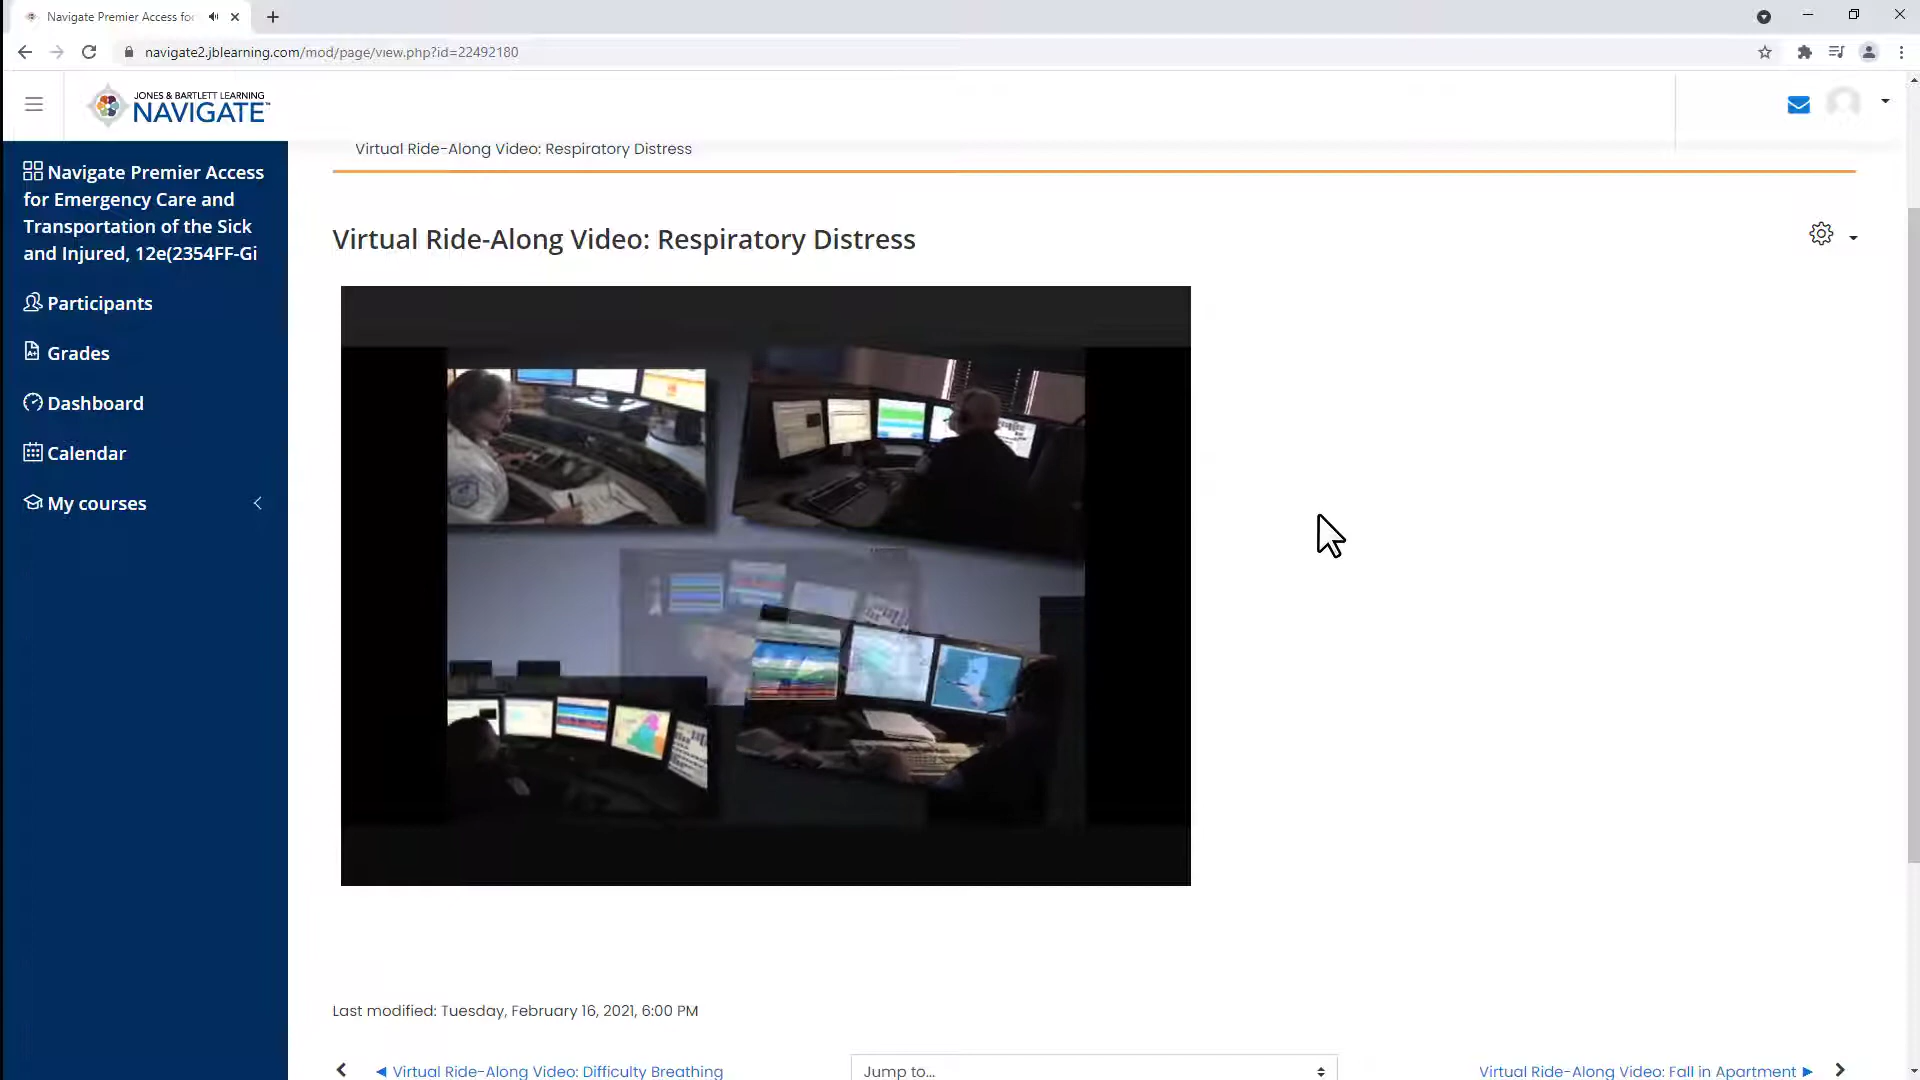 Navigate Premier Access for
navigate2.jblearning.com/mod/page/view.php?id=22492180
JONES & BARTLETT LEARNING
NAVIGATE™
Navigate Premier Access
for Emergency Care and
Transportation of the Sick
and Injured, 12e(2354FF-Gi
Participants
Grades
Dashboard
Calendar
My courses
Virtual Ride-Along Video: Respiratory Distress
Virtual Ride-Along Video: Respiratory Distress
Last modified: Tuesday, February 16, 2021, 6:00 PM
◀ Virtual Ride-Along Video: Difficulty Breathing
Jump to...
Virtual Ride-Along Video: Fall in Apartment ▶